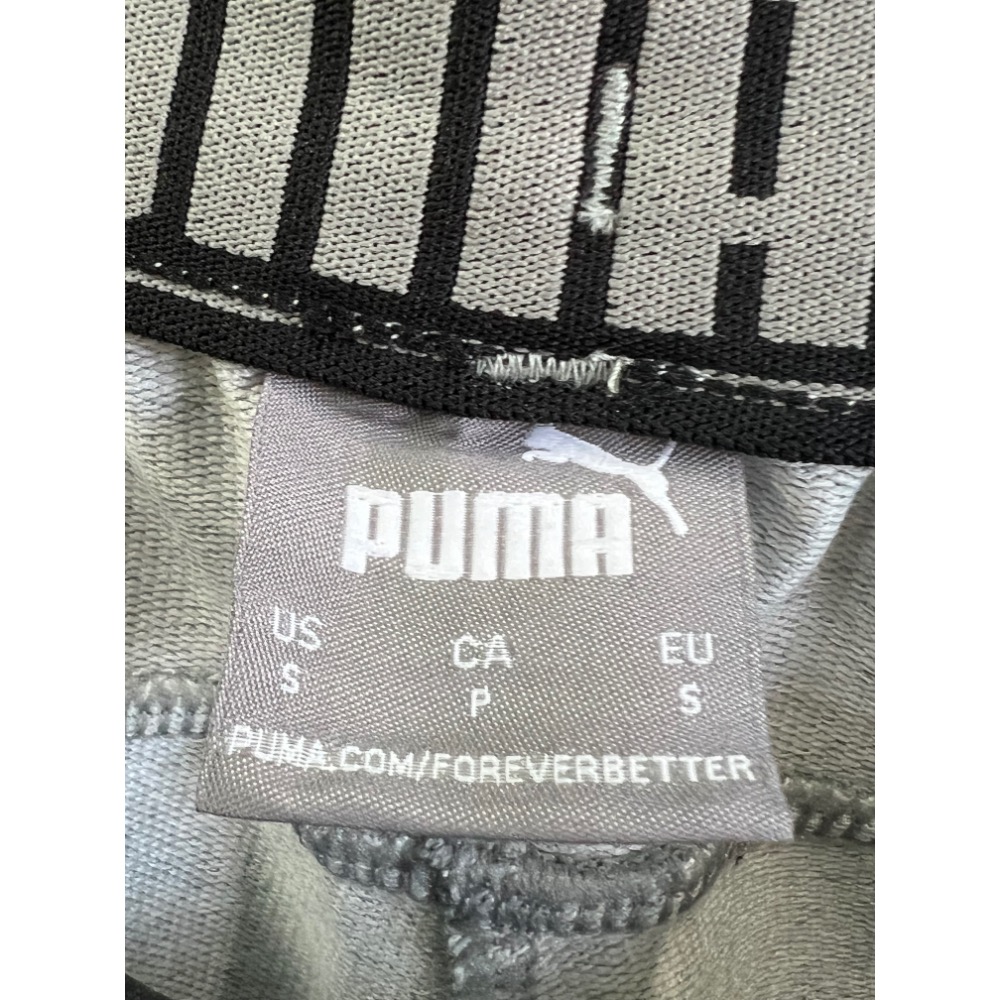 PUMA
US CA EU
S P S
PUMA.COM/FOREVERBETTER